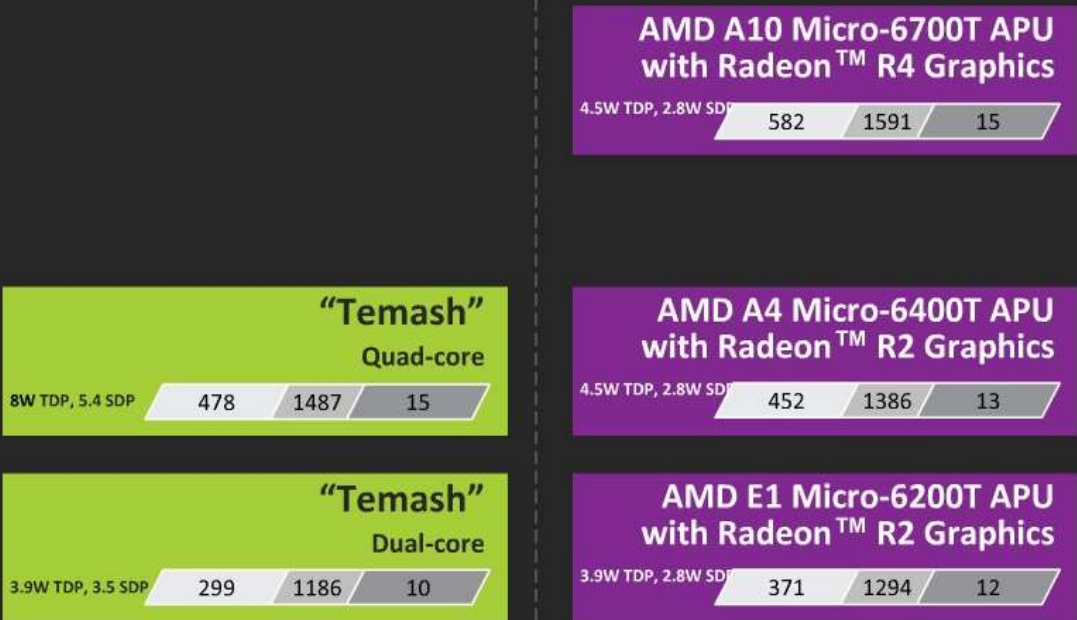 AMD A10 Micro-6700T APU
with Radeon™ R4 Graphics
4.5W TDP, 2.8W SDP
582 1591 15
“Temash”
Quad-core
8W TDP, 5.4 SDP
478 1487 15
AMD A4 Micro-6400T APU
with Radeon™ R2 Graphics
4.5W TDP, 2.8W SDP
452 1386 13
“Temash”
Dual-core
3.9W TDP, 3.5 SDP
299 1186 10
AMD E1 Micro-6200T APU
with Radeon™ R2 Graphics
3.9W TDP, 2.8W SDP
371 1294 12